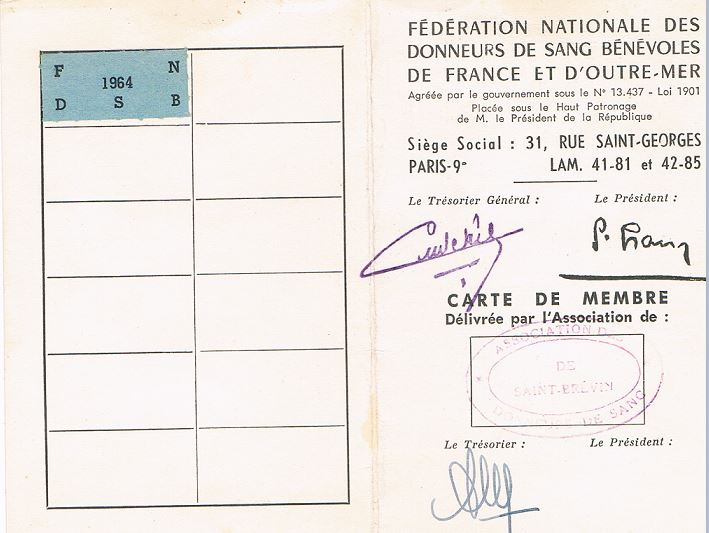 F N
1964
D S B
FÉDÉRATION NATIONALE DES
DONNEURS DE SANG BÉNÉVOLES
DE FRANCE ET D'OUTRE-MER
Agréée par le gouvernement sous le N° 13.437 - Loi 1901
Placée sous le Haut Patronage
de M. le Président de la République
Siège Social : 31, RUE SAINT-GEORGES
PARIS-9e LAM. 41-81 et 42-85
Le Trésorier Général : Le Président :
CARTE DE MEMBRE
Délivrée par l'Association de :
ASSOCIATION DES
DE
SAINT-BRÉVIN
DONNEURS DE SANG
Le Trésorier : Le Président :